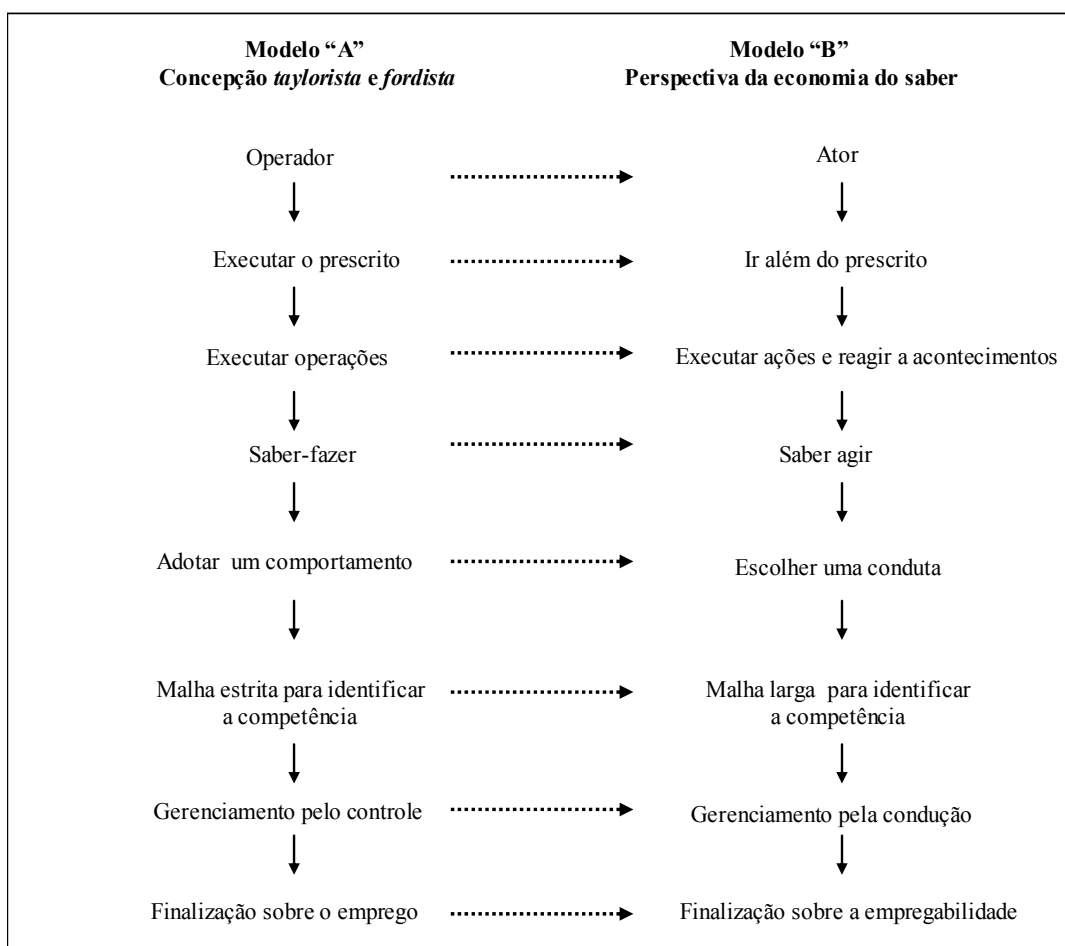 Modelo “A”
Concepção taylorista e fordista
Modelo “B”
Perspectiva da economia do saber
Operador
Ator
Executar o prescrito
Ir além do prescrito
Executar operações
Executar ações e reagir a acontecimentos
Saber-fazer
Saber agir
Adotar um comportamento
Escolher uma conduta
Malha estrita para identificar
a competência
Malha larga para identificar
a competência
Gerenciamento pelo controle
Gerenciamento pela condução
Finalização sobre o emprego
Finalização sobre a empregabilidade